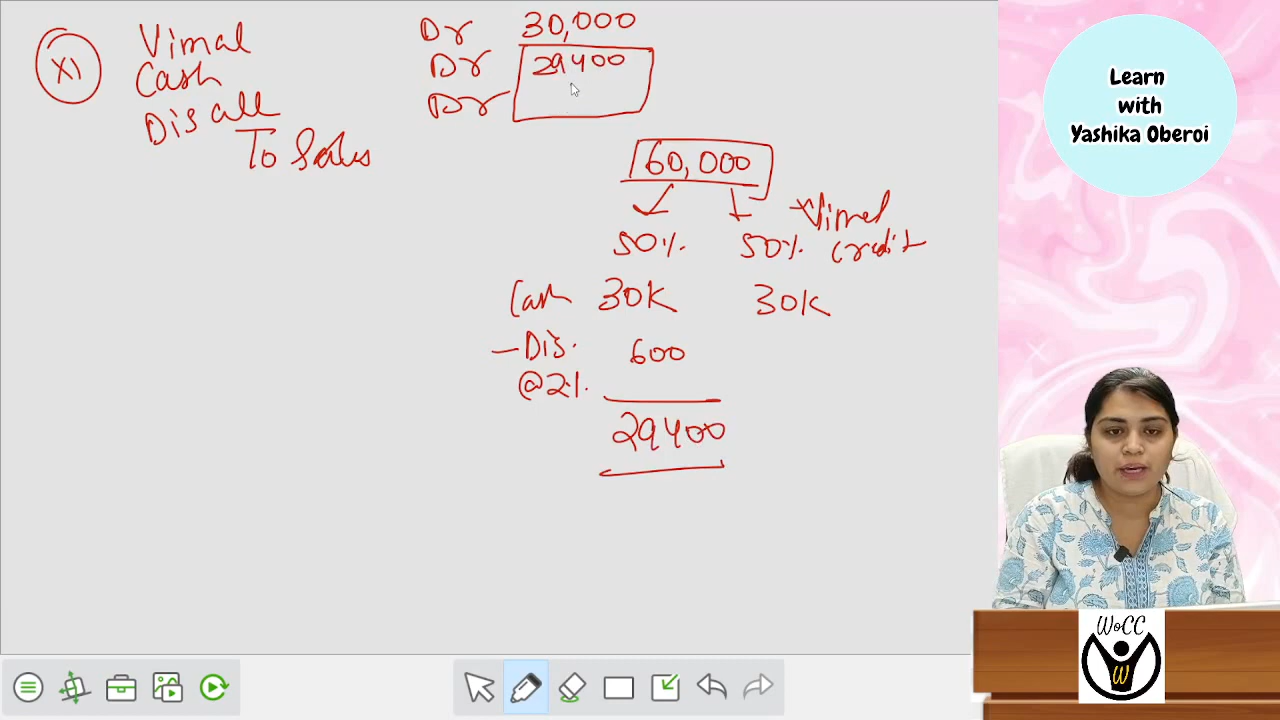 XI
Vimal Dr 30,000
Cash Dr 29400
Dis all Dr
To Sales
60,000
50% 50% Vimal credit
Cash 30K 30K
- Dis. 600
@2%.
29400
Learn
with
Yashika Oberoi
WoCC
W